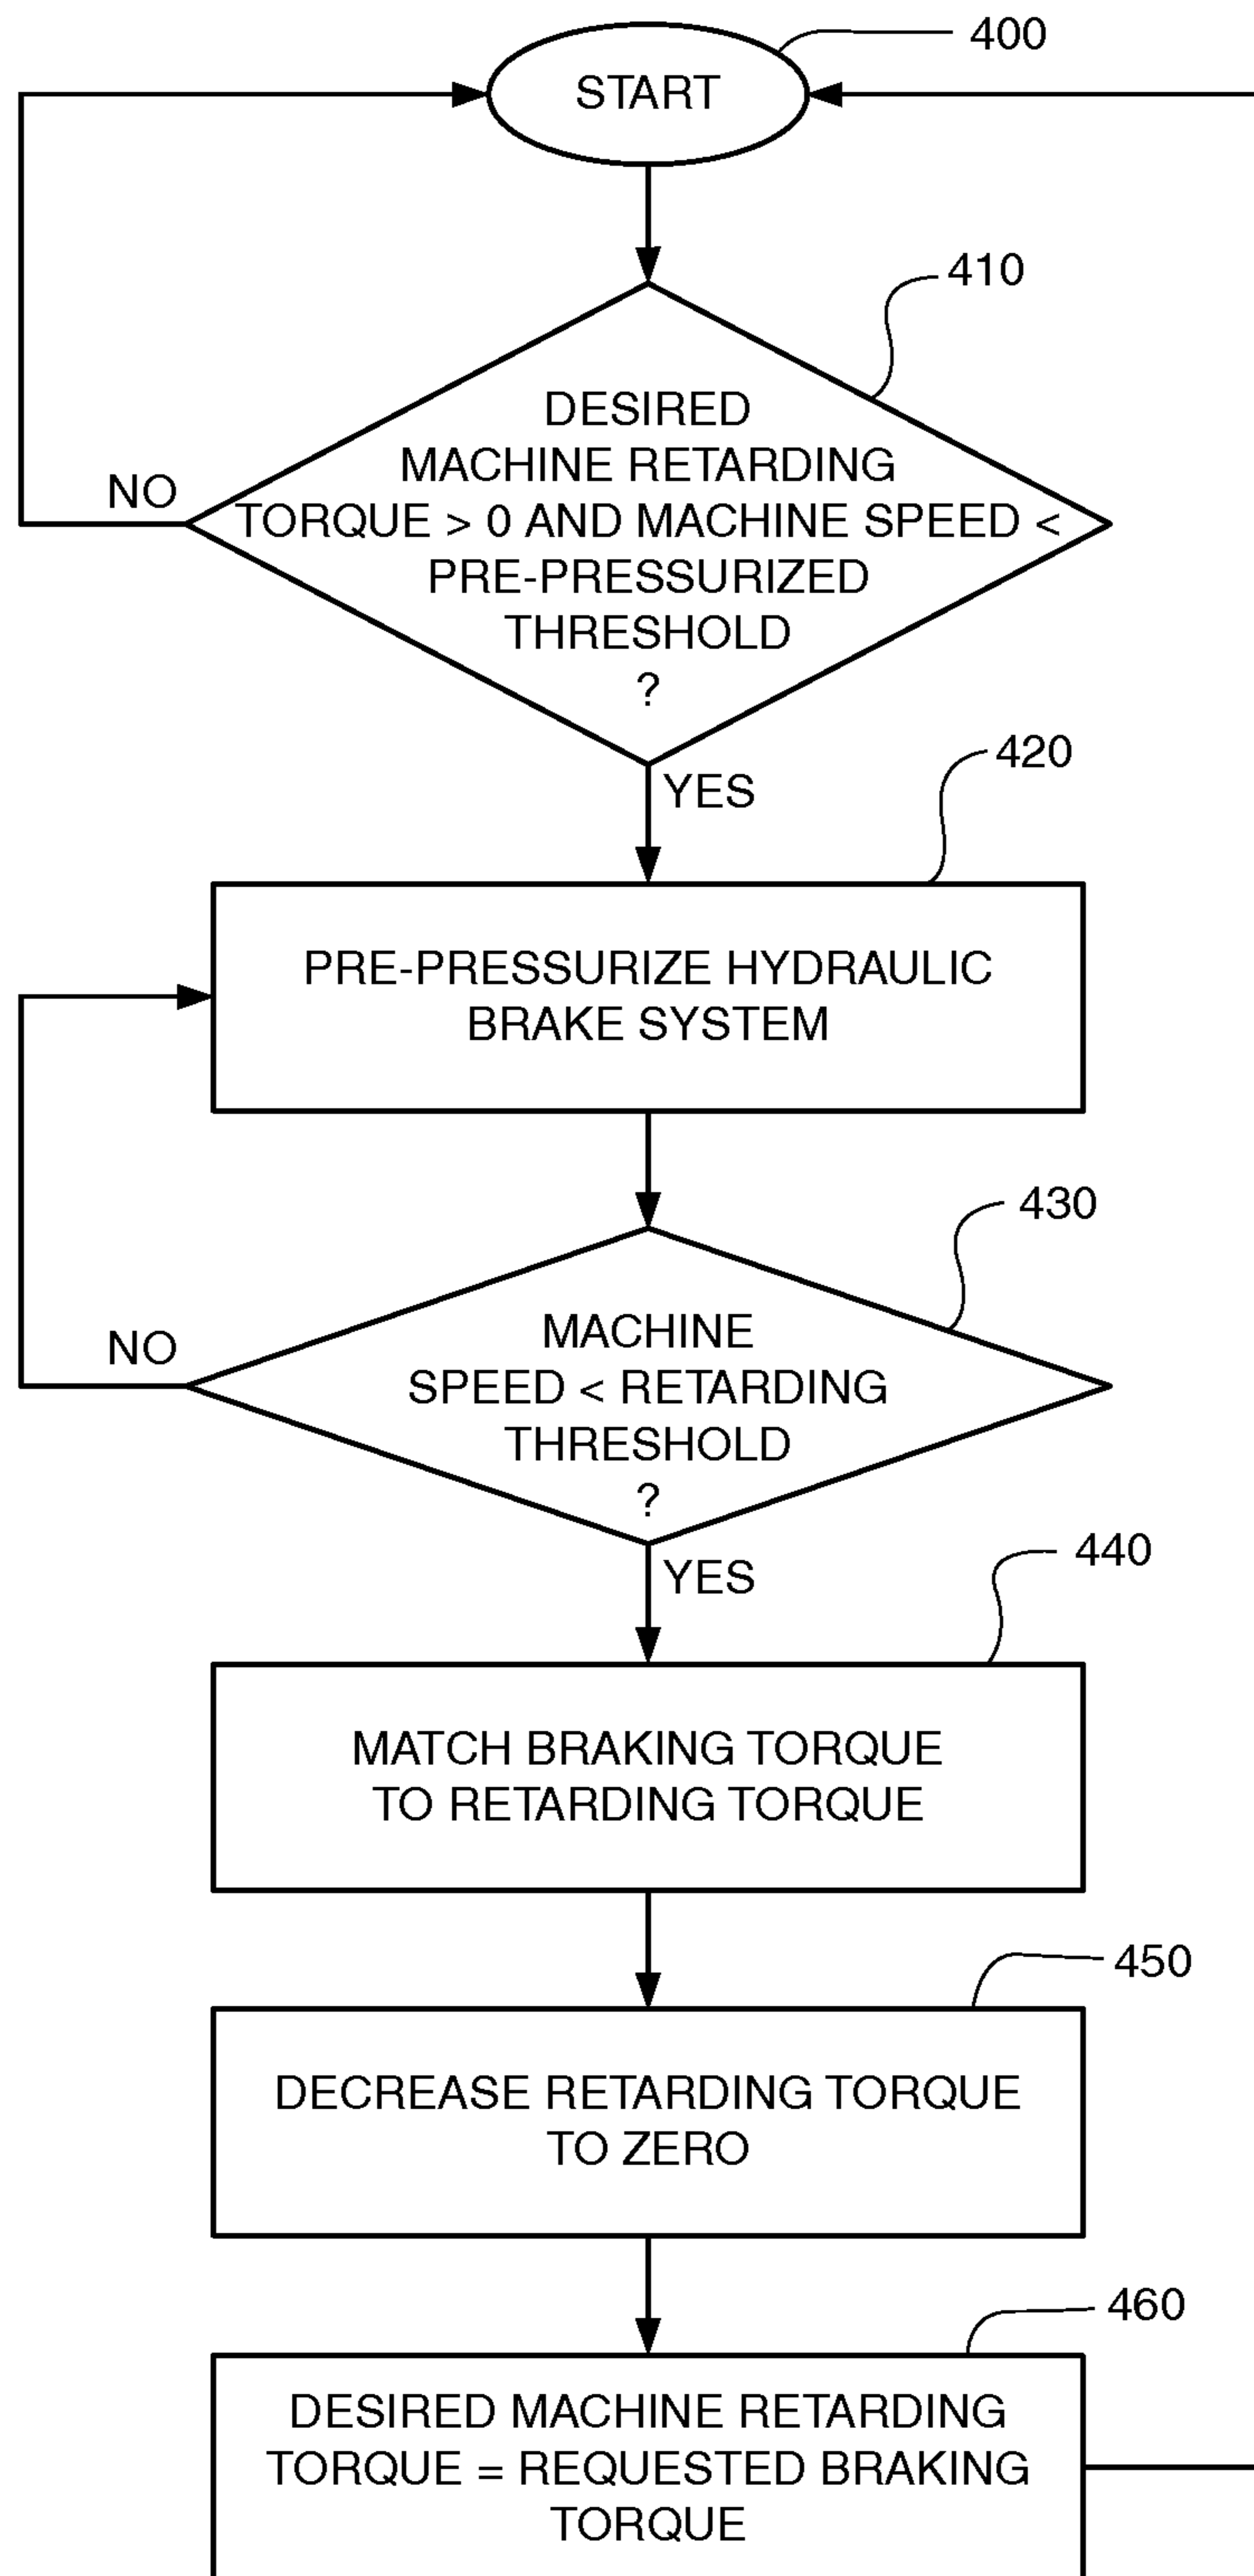 400
START
410
DESIRED
MACHINE RETARDING
TORQUE > 0 AND MACHINE SPEED <
PRE-PRESSURIZED
THRESHOLD
?
NO
YES
420
PRE-PRESSURIZE HYDRAULIC
BRAKE SYSTEM
430
MACHINE
SPEED < RETARDING
THRESHOLD
?
NO
YES
440
MATCH BRAKING TORQUE
TO RETARDING TORQUE
450
DECREASE RETARDING TORQUE
TO ZERO
460
DESIRED MACHINE RETARDING
TORQUE = REQUESTED BRAKING
TORQUE